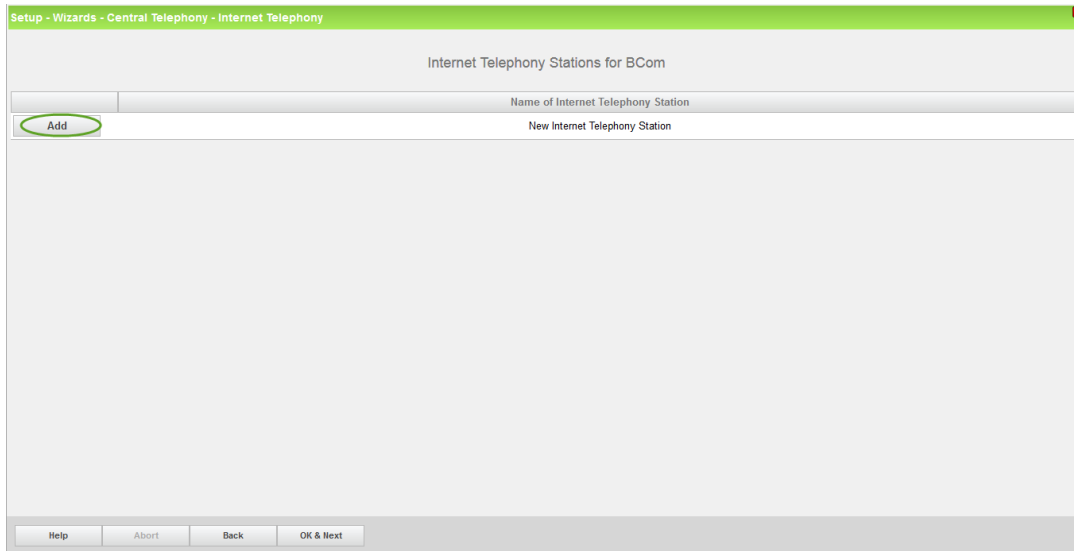 Setup - Wizards - Central Telephony - Internet Telephony
Internet Telephony Stations for BCom
Name of Internet Telephony Station
Add New Internet Telephony Station
Help Abort Back OK & Next